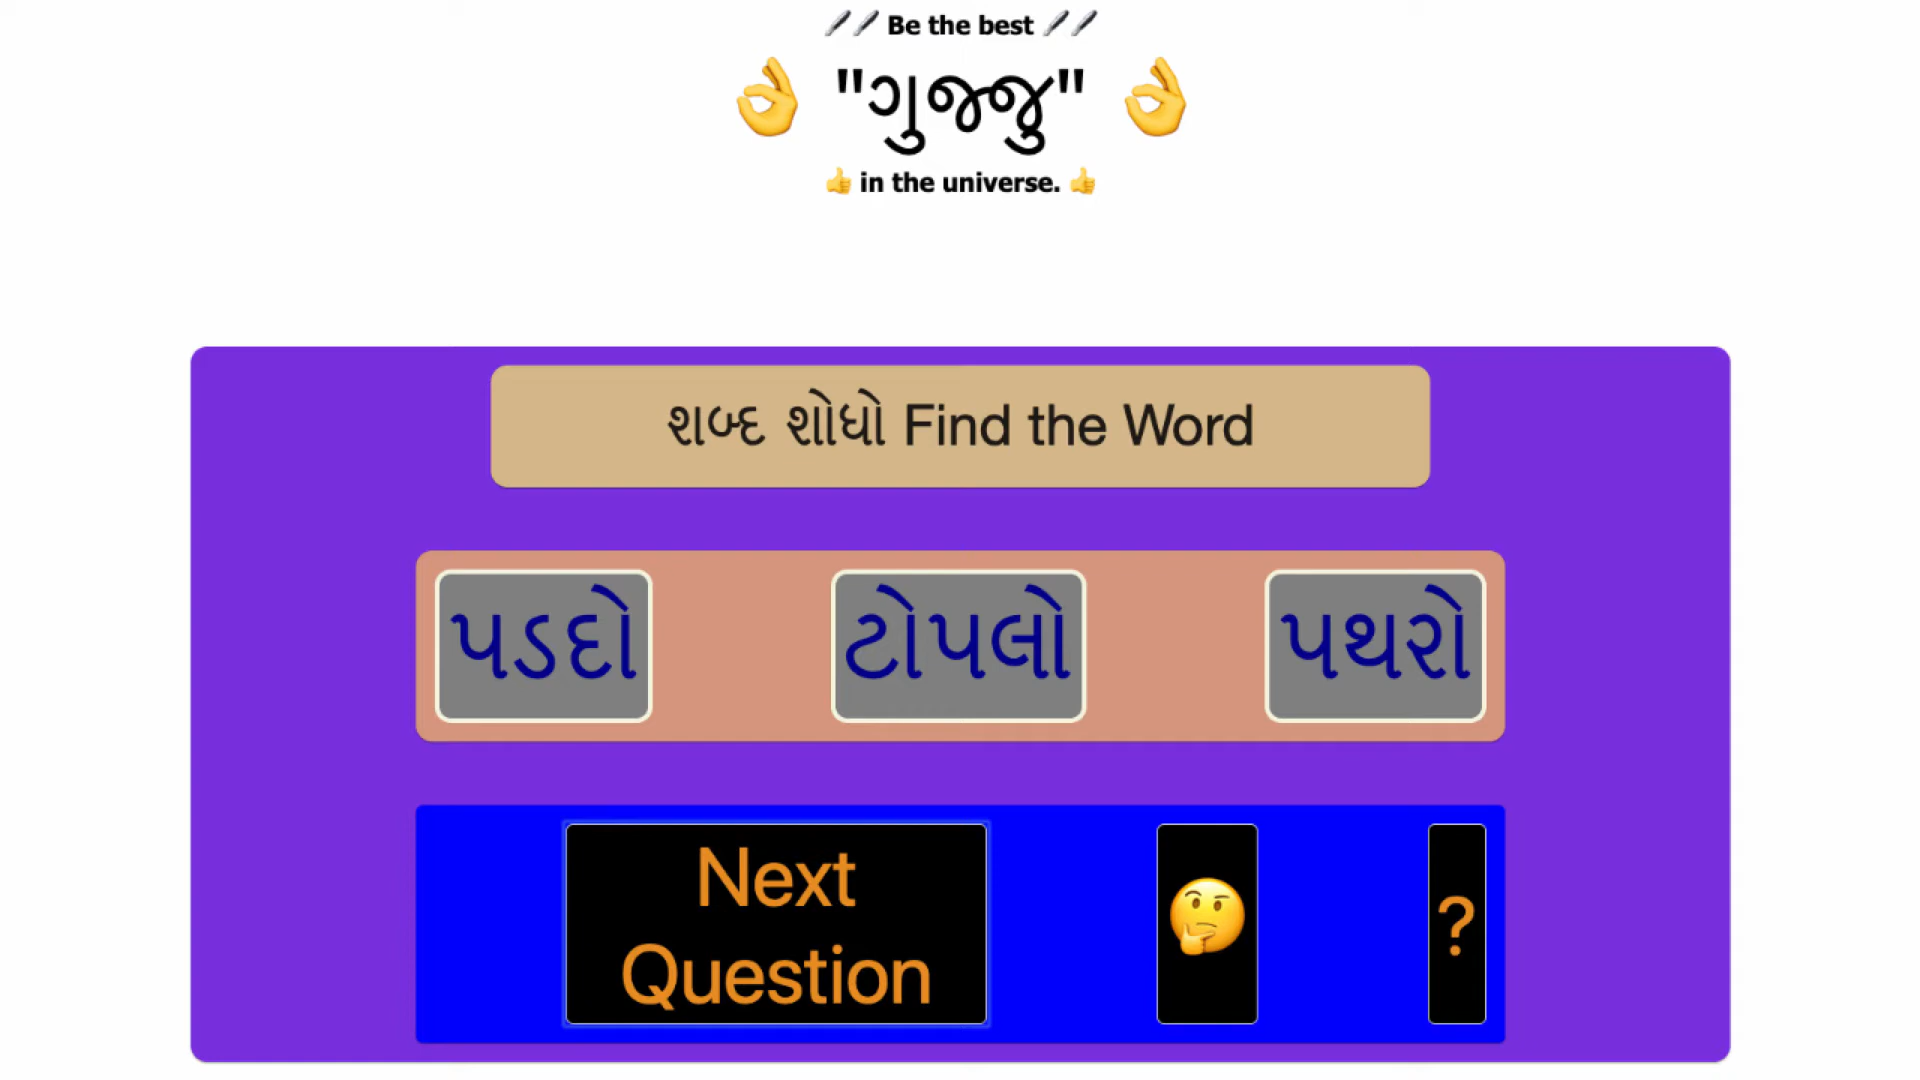 Be the best
"ગુજ્જુ"
in the universe.
શબ્દ શોધો Find the Word
પડદો ટોપલો પથરો
Next
Question
?